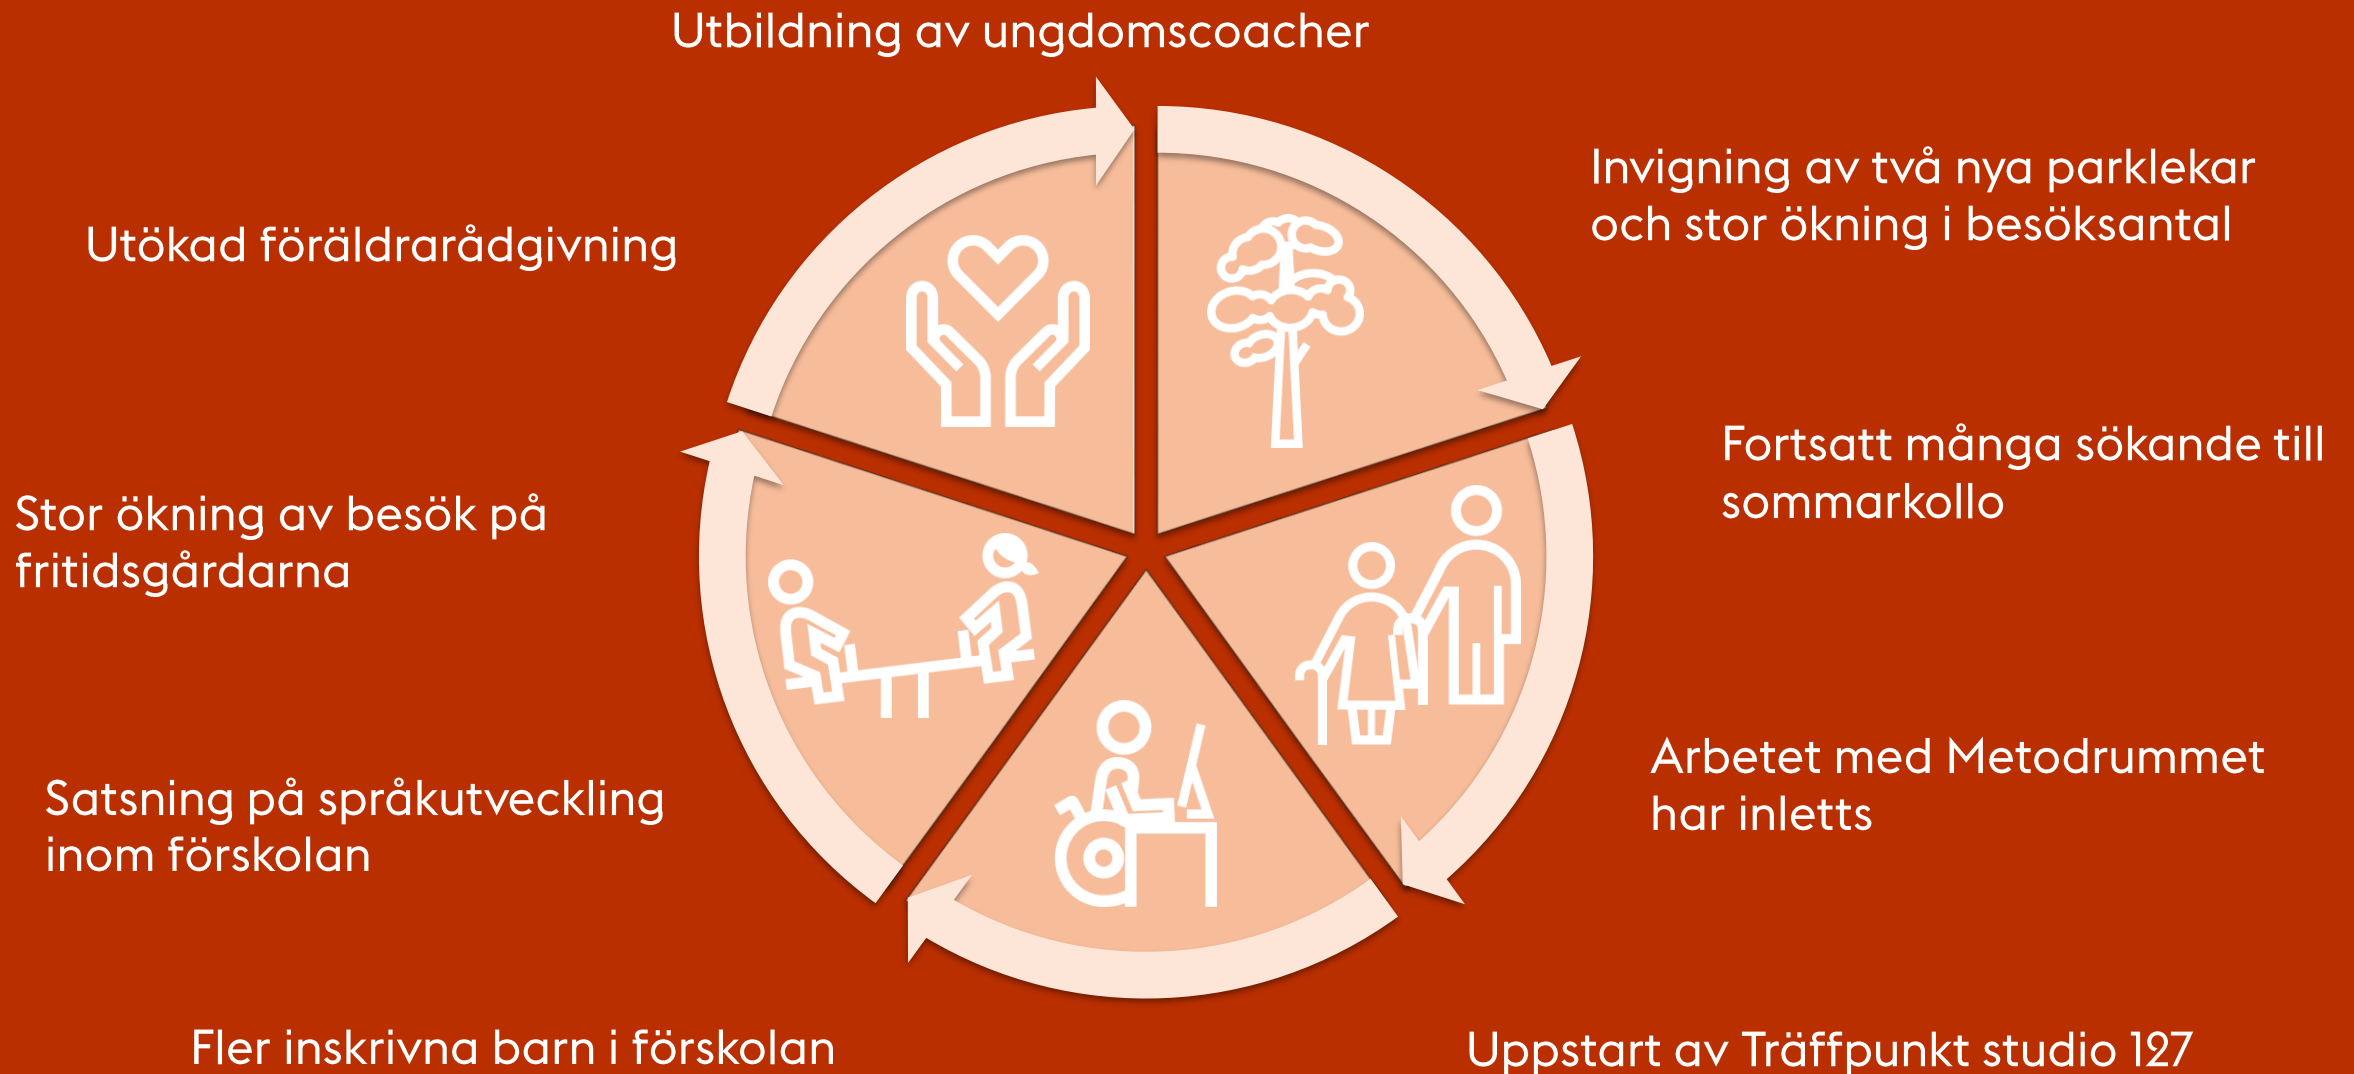 Utbildning av ungdomscoacher
Invigning av två nya parklekar
och stor ökning i besöksantal
Utökad föräldrarådgivning
Fortsatt många sökande till
sommarkollo
Stor ökning av besök på
fritidsgårdarna
Arbetet med Metodrummet
har inletts
Satsning på språkutveckling
inom förskolan
Fler inskrivna barn i förskolan
Uppstart av Träffpunkt studio 127